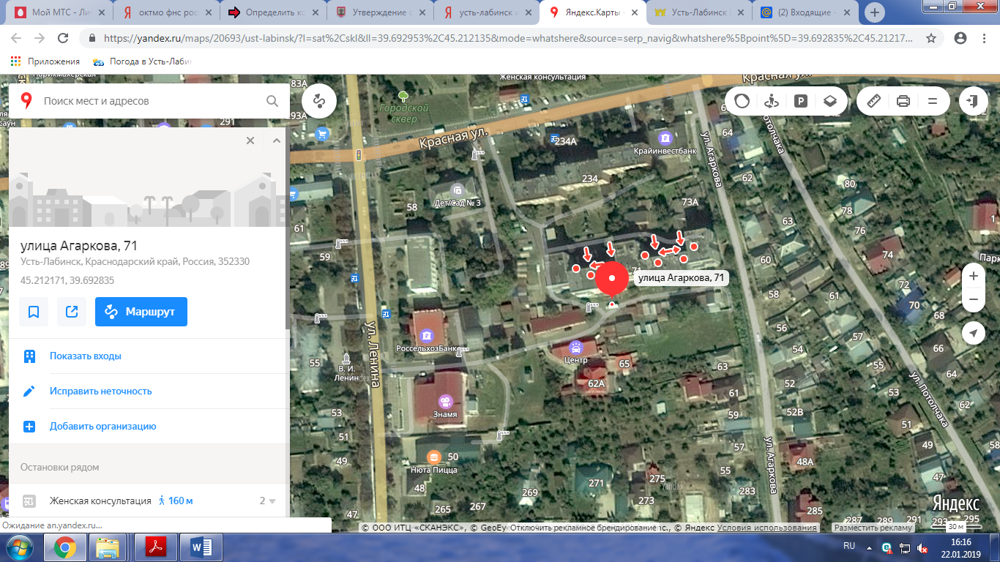 Мой МТС - Ли
октмо фнс рос
Определить ко
Утверждение с
усть-лабинск и
Яндекс.Карты
Усть-Лабинск
(2) Входящие -
https://yandex.ru/maps/20693/ust-labinsk/?l=sat%2Cskl&ll=39.692953%2C45.212135&mode=whatshere&source=serp_navig&whatshere%5Bpoint%5D=39.692835%2C45.21217...
Приложения
Погода в Усть-Лаби
Парикмахерская
83А
Женская консультация
Красная ул.
Поиск мест и адресов
293А
291
Городской
сквер
Красная ул.
234А
Крайинвестбанк
ул. Агаркова
64
ул. Потолчака
62
80
234
Дет/Сад № 3
58
73А
78
63
76
61
59
74
60
Парк
улица Агаркова, 71
Усть-Лабинск, Краснодарский край, Россия, 352330
45.212171, 39.692835
71
улица Агаркова, 71
72
70
58
61
68
Маршрут
56
66
54
55
64
ул. Ленина
РоссельхозБанк
Центр
65
63
62А
61
52
53
62
ул. Потолчака
Показать входы
55
В. И.
Ленин
Исправить неточность
Знамя
53
59
52В
51
Добавить организацию
51
57
49
58
ул. Агаркова
49
50
Нюта Пицца
55
48А
47
Остановки рядом
48
271
275
Yandex
283
269
273
Женская консультация
160 м
2
47
265
267
285
287
289
291
293
295
Яндекс
30 м
Ожидание an.yandex.ru...
© ООО ИТЦ «СКАНЭКС», © GeoEy
Отключить рекламное брендирование
с., © Яндекс Условия использования
Разместить рекламу
RU
16:16
22.01.2019